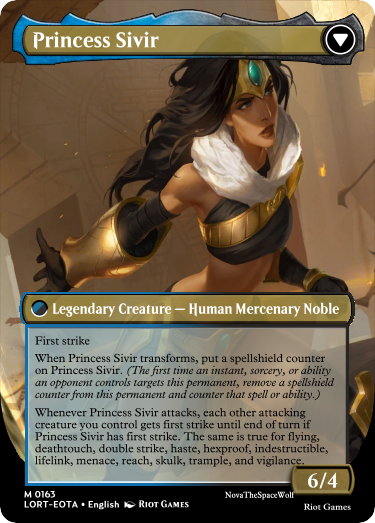 Princess Sivir
Legendary Creature — Human Mercenary Noble
First strike
When Princess Sivir transforms, put a spellshield counter
on Princess Sivir. (The first time an instant, sorcery, or ability
an opponent controls targets this permanent, remove a spellshield
counter from this permanent and counter that spell or ability.)
Whenever Princess Sivir attacks, each other attacking
creature you control gets first strike until end of turn if
Princess Sivir has first strike. The same is true for flying,
deathtouch, double strike, haste, hexproof, indestructible,
lifelink, menace, reach, skulk, trample, and vigilance.
6/4
M 0163
NovaTheSpaceWolf
LORT-EOTA • English Riot Games
Riot Games